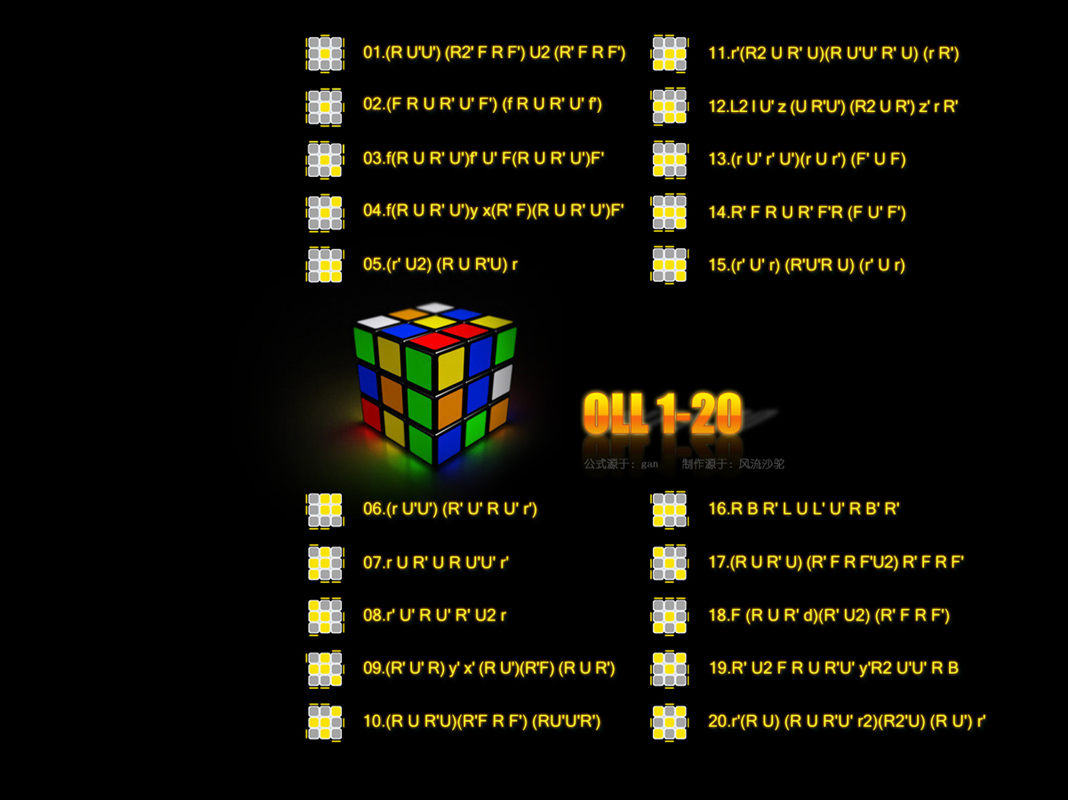 01.(R U'U') (R2' F R F') U2 (R' F R F')
02.(F R U R' U' F') (f R U R' U' f')
03.f(R U R' U')f' U' F(R U R' U')F'
04.f(R U R' U')y x(R' F)(R U R' U')F'
05.(r' U2) (R U R'U) r
11.r'(R2 U R' U)(R U'U' R' U) (r R')
12.L2 l U' z (U R'U') (R2 U R') z' r R'
13.(r U' r' U')(r U r') (F' U F)
14.R' F R U R' F'R (F U' F')
15.(r' U' r) (R'U'R U) (r' U r)
OLL 1-20
公式源于: gan 制作源于: 风流沙驼
06.(r U'U') (R' U' R U' r')
07.r U R' U R U'U' r'
08.r' U' R U' R' U2 r
09.(R' U' R) y' x' (R U')(R'F) (R U R')
10.(R U R'U)(R'F R F') (RU'U'R')
16.R B R' L U L' U' R B' R'
17.(R U R' U) (R' F R F'U2) R' F R F'
18.F (R U R' d)(R' U2) (R' F R F')
19.R' U2 F R U R'U' y'R2 U'U' R B
20.r'(R U) (R U R'U' r2)(R2'U) (R U') r'